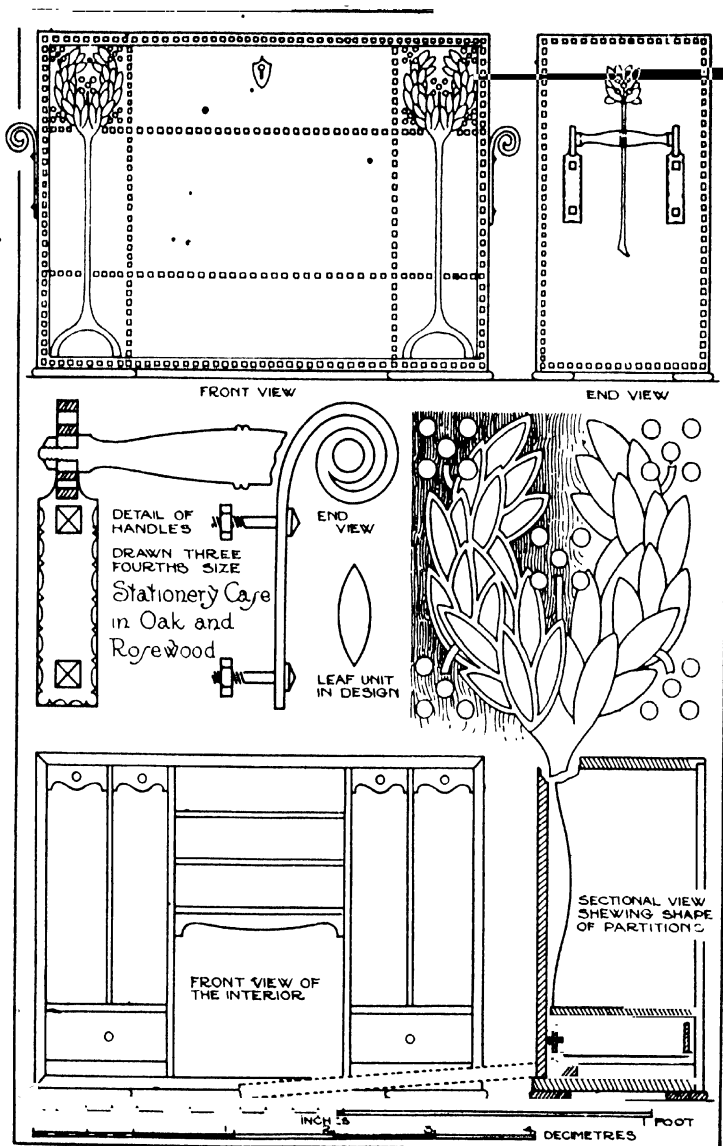 FRONT VIEW
END VIEW
DETAIL OF
HANDLES
DRAWN THREE
FOURTHS SIZE
Stationery Case
in Oak and
Rosewood
END
VIEW
LEAF UNIT
IN DESIGN
FRONT VIEW OF
THE INTERIOR
SECTIONAL VIEW
SHEWING SHAPE
OF PARTITIONS
INCHES
1 FOOT
DECIMETRES